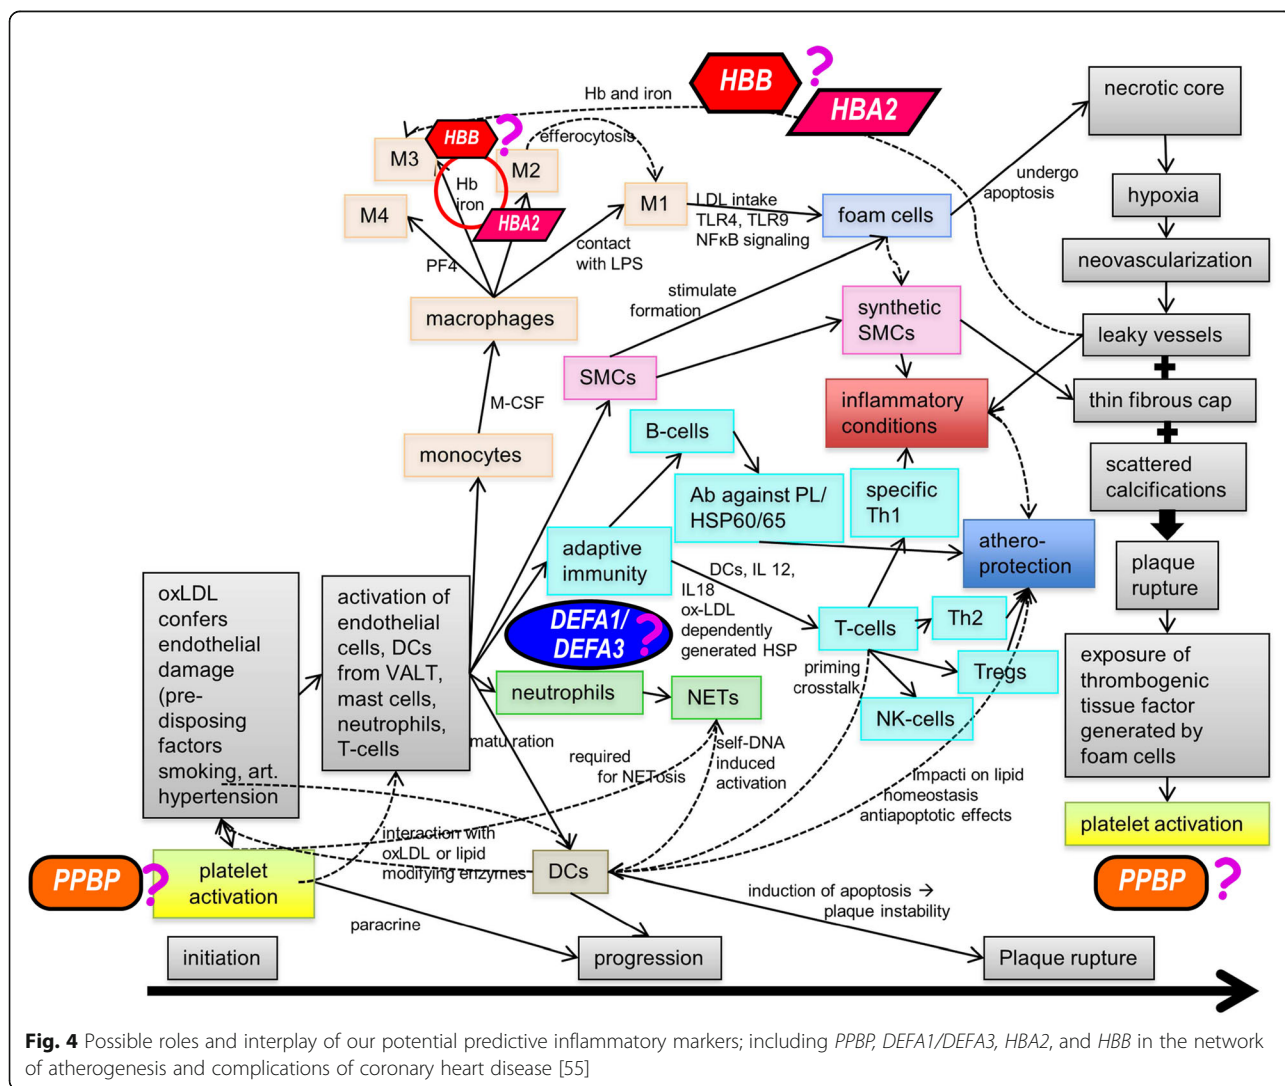 HBB
?
HBA2
Hb and iron
necrotic core
HBB
?
efferocytosis
M3
M2
Hb
iron
HBA2
M4
M1
LDL intake
TLR4, TLR9
NFκB signaling
foam cells
undergo
apoptosis
hypoxia
PF4
contact
with LPS
neovascularization
macrophages
stimulate
formation
synthetic
SMCs
leaky vessels
+
SMCs
M-CSF
inflammatory
conditions
thin fibrous cap
+
B-cells
monocytes
scattered
calcifications
Ab against PL/
HSP60/65
specific
Th1
adaptive
immunity
athero-
protection
plaque
rupture
DCs, IL 12,
IL18
ox-LDL
dependently
generated HSP
oxLDL
confers
endothelial
damage
(pre-
disposing
factors
smoking, art.
hypertension
activation of
endothelial
cells, DCs
from VALT,
mast cells,
neutrophils,
T-cells
DEFA1/
DEFA3
?
T-cells
Th2
Tregs
priming
crosstalk
NK-cells
exposure of
thrombogenic
tissue factor
generated by
foam cells
neutrophils
NETs
maturation
required
for NETosis
self-DNA
induced
activation
Impacti on lipid
homeostasis
antiapoptotic effects
platelet activation
interaction with
oxLDL or lipid
modifying enzymes
DCs
PPBP
?
platelet
activation
PPBP
?
induction of apoptosis →
plaque instability
paracrine
initiation
progression
Plaque rupture
Fig. 4 Possible roles and interplay of our potential predictive inflammatory markers; including PPBP, DEFA1/DEFA3, HBA2, and HBB in the network
of atherogenesis and complications of coronary heart disease [55]